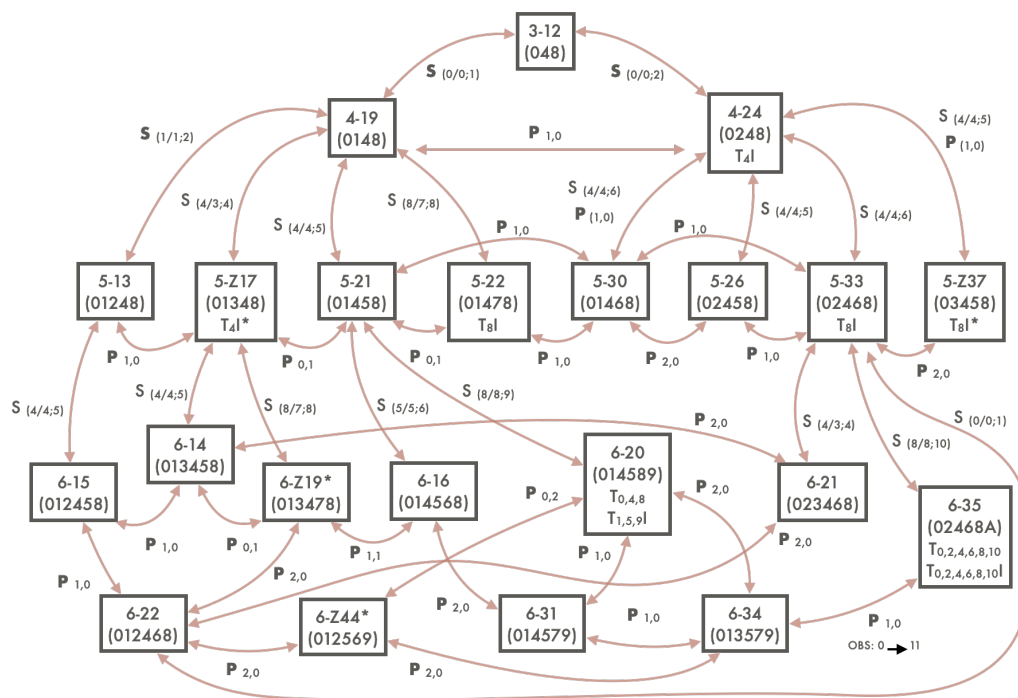 3-12
(048)
S (0/0;1)
S (0/0;2)
4-19
(0148)
4-24
(0248)
T4I
S (1/1;2)
P 1,0
S (4/4;5)
P (1,0)
S (4/3;4)
S (4/4;5)
S (8/7;8)
S (4/4;6)
P (1,0)
S (4/4;5)
S (4/4;6)
P 1,0
P 1,0
5-13
(01248)
5-Z17
(01348)
T4I*
5-21
(01458)
5-22
(01478)
T8I
5-30
(01468)
5-26
(02458)
5-33
(02468)
T8I
5-Z37
(03458)
T8I*
P 1,0
P 0,1
P 0,1
P 1,0
P 2,0
P 1,0
P 2,0
S (4/4;5)
S (4/4;5)
S (8/7;8)
S (5/5;6)
S (8/8;9)
S (4/3;4)
S (8/8;10)
S (0/0;1)
P 2,0
6-14
(013458)
6-15
(012458)
6-Z19*
(013478)
6-16
(014568)
6-20
(014589)
T0,4,8
T1,5,9I
6-21
(023468)
6-35
(02468A)
T0,2,4,6,8,10
T0,2,4,6,8,10I
P 0,2
P 2,0
P 1,0
P 0,1
P 1,1
P 1,0
P 2,0
P 1,0
P 2,0
P 2,0
P 1,0
P 1,0
6-22
(012468)
6-Z44*
(012569)
6-31
(014579)
6-34
(013579)
P 2,0
P 2,0
OBS: 0 → 11